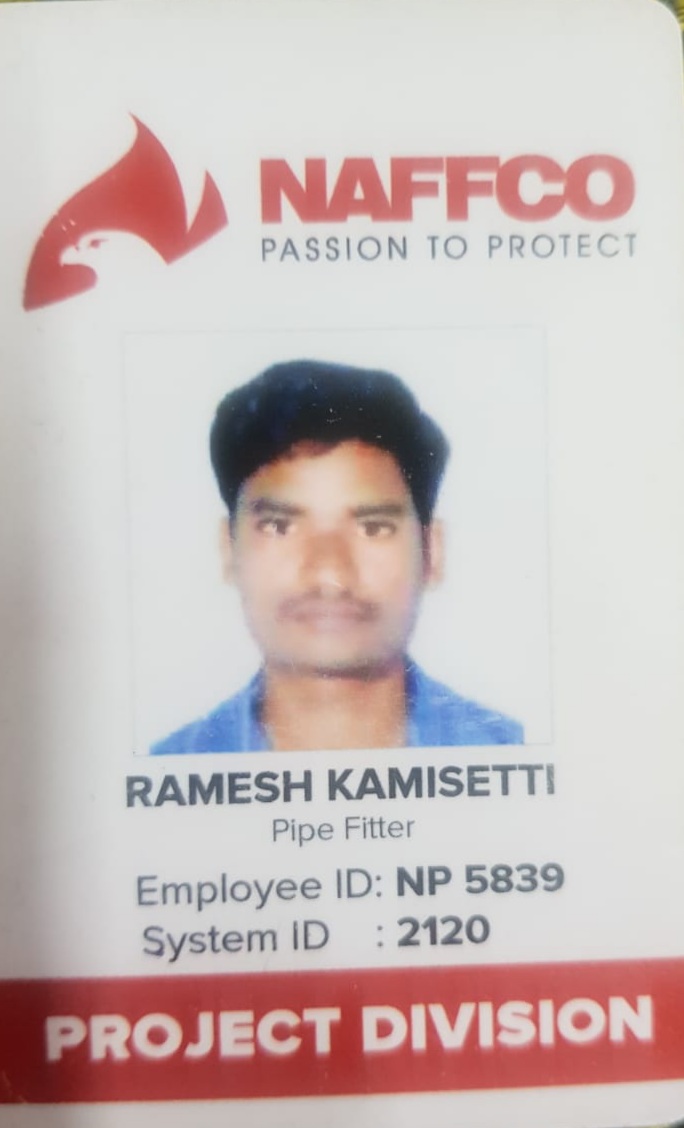 NAFFCO
PASSION TO PROTECT
RAMESH KAMISETTI
Pipe Fitter
Employee ID: NP 5839
System ID : 2120
PROJECT DIVISION